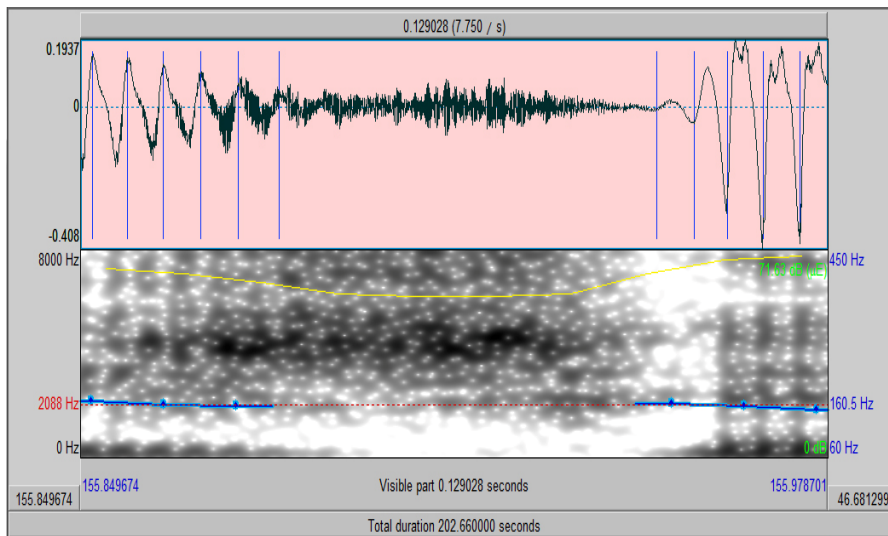 0.129028 (7.750 / s)
0.1937
0
-0.408
8000 Hz
450 Hz
71.09 dB (µE)
2088 Hz
160.5 Hz
0 Hz
0 dB
60 Hz
155.849674
Visible part 0.129028 seconds
155.978701
155.849674
46.681299
Total duration 202.660000 seconds